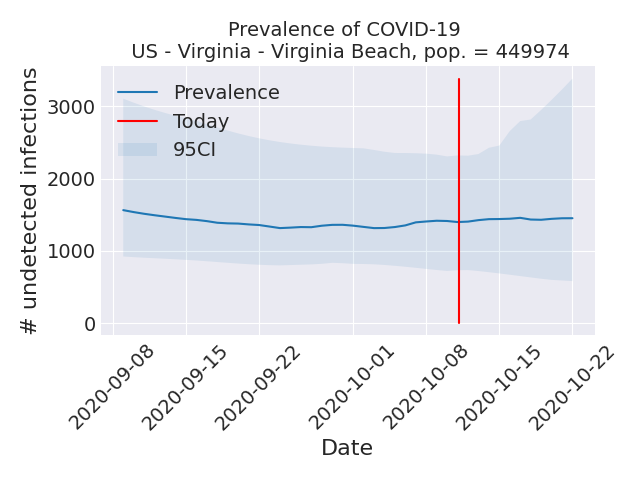 Prevalence of COVID-19
US - Virginia - Virginia Beach, pop. = 449974
# undetected infections
3000
2000
1000
0
Prevalence
Today
95CI
2020-09-08
2020-09-15
2020-09-22
2020-10-01
2020-10-08
2020-10-15
2020-10-22
Date